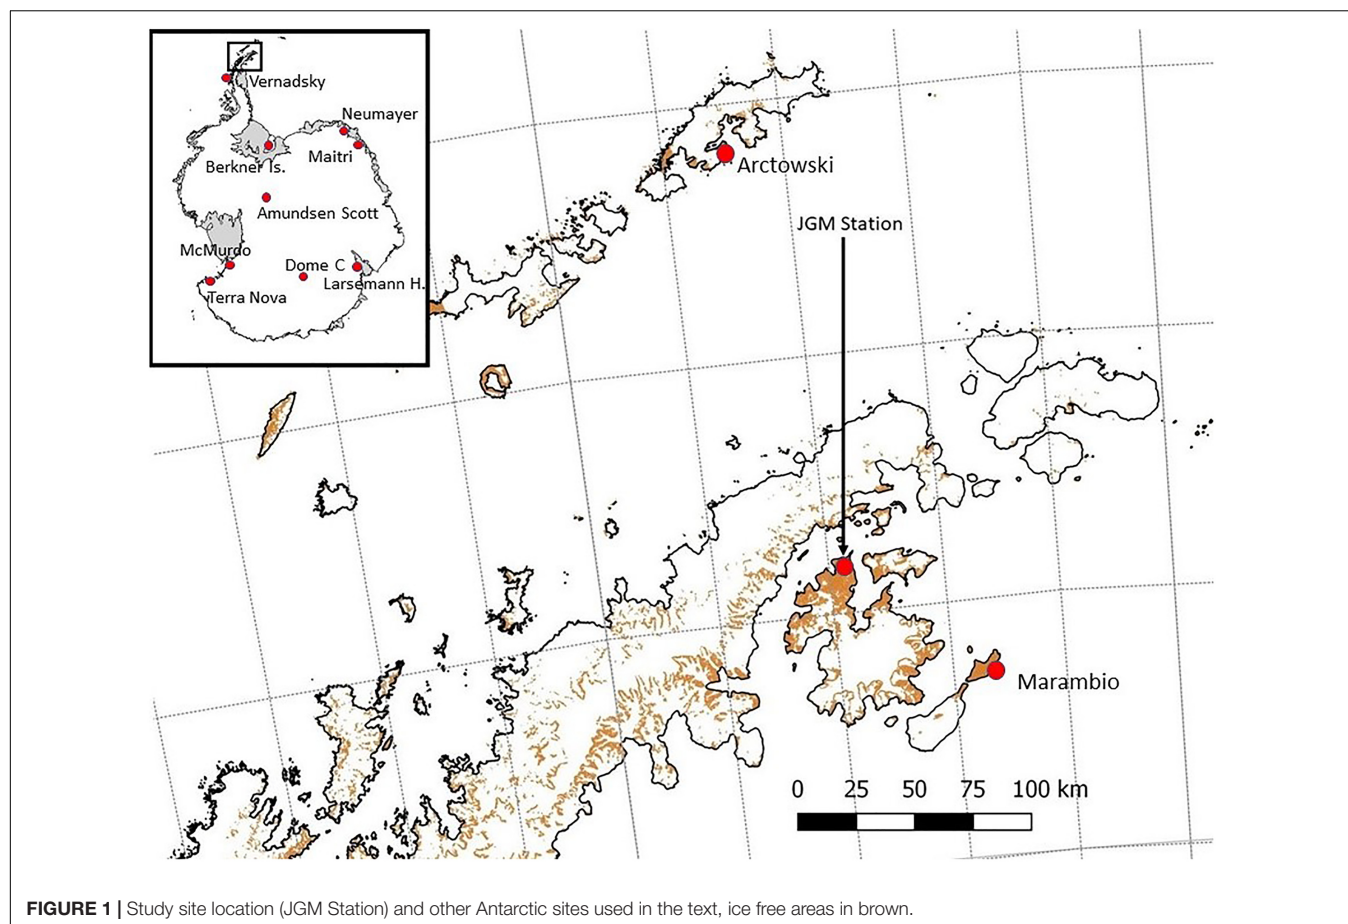 Vernadsky
Neumayer
Maitri
Berkner Is.
Amundsen Scott
McMurdo
Dome C
Larsemann H.
Terra Nova
Arctowski
JGM Station
Marambio
0 25 50 75 100 km
FIGURE 1 | Study site location (JGM Station) and other Antarctic sites used in the text, ice free areas in brown.